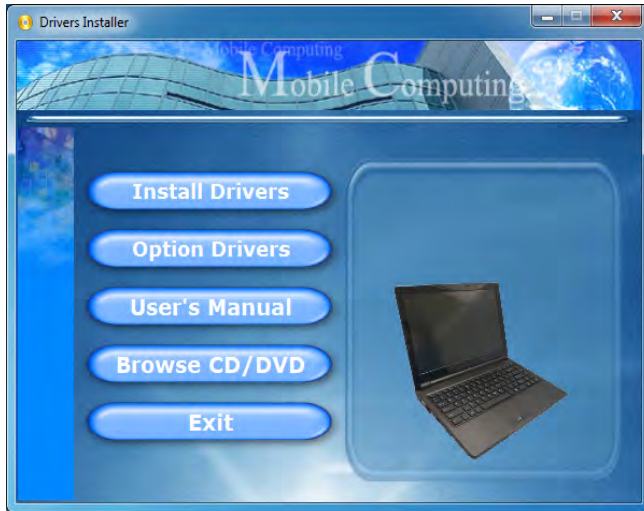 Drivers Installer
Mobile Computing
Mobile Computing
Install Drivers
Option Drivers
User's Manual
Browse CD/DVD
Exit